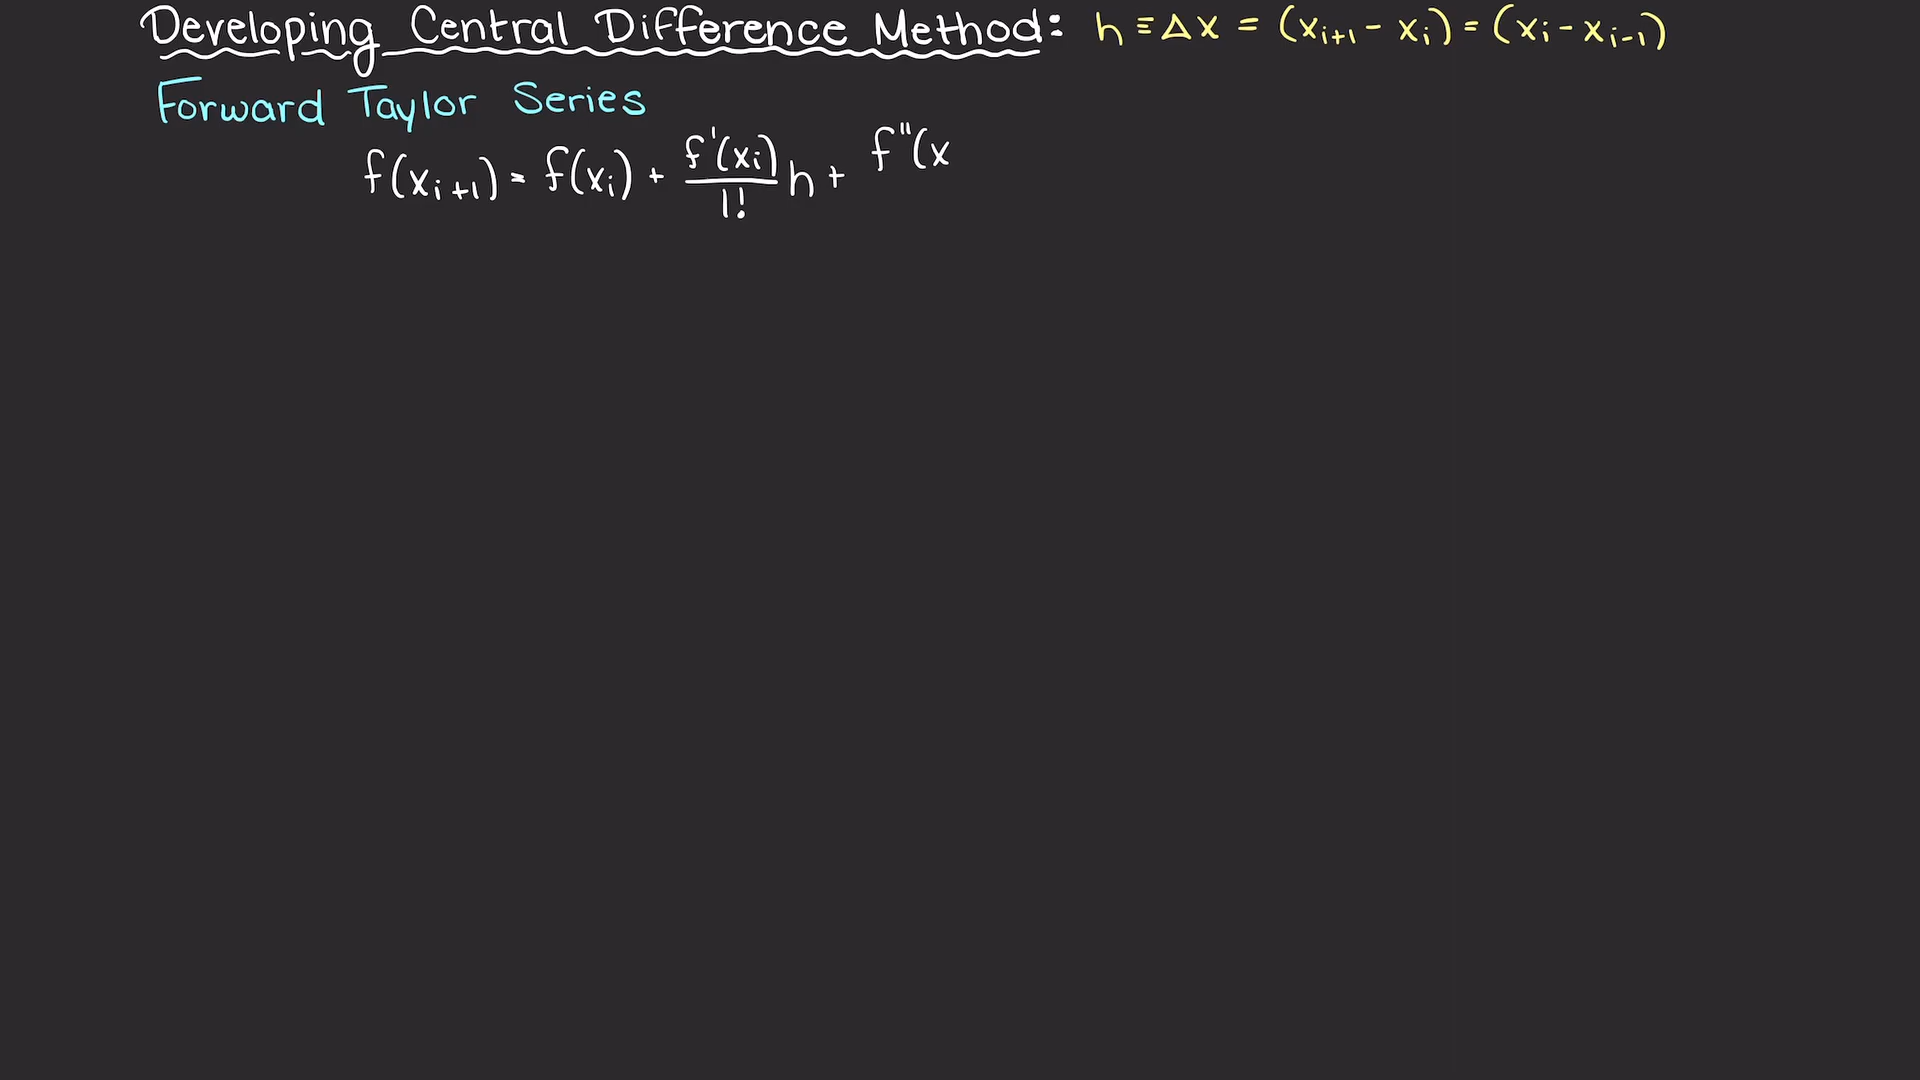 Developing Central Difference Method: h ≡ Δx = (xᵢ₊₁ - xᵢ) = (xᵢ - xᵢ₋₁)
Forward Taylor Series
f(xᵢ₊₁) = f(xᵢ) + f'(xᵢ)/1! h + f"(x